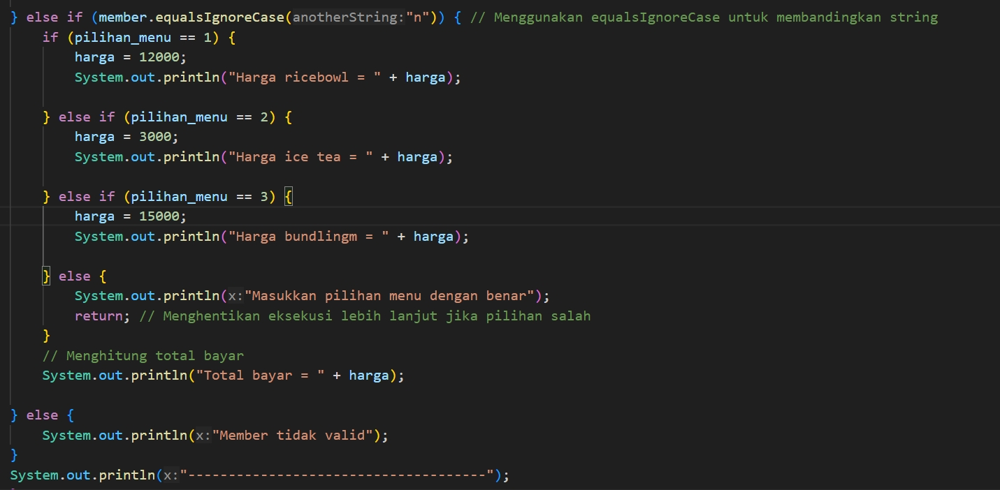 } else if (member.equalsIgnoreCase(anotherString:"n")) { // Menggunakan equalsIgnoreCase untuk membandingkan string
if (pilihan_menu == 1) {
harga = 12000;
System.out.println("Harga ricebowl = " + harga);
} else if (pilihan_menu == 2) {
harga = 3000;
System.out.println("Harga ice tea = " + harga);
} else if (pilihan_menu == 3) {
harga = 15000;
System.out.println("Harga bundlingm = " + harga);
} else {
System.out.println(x:"Masukkan pilihan menu dengan benar");
return; // Menghentikan eksekusi lebih lanjut jika pilihan salah
}
// Menghitung total bayar
System.out.println("Total bayar = " + harga);
} else {
System.out.println(x:"Member tidak valid");
}
System.out.println(x:"-------------------------------------");